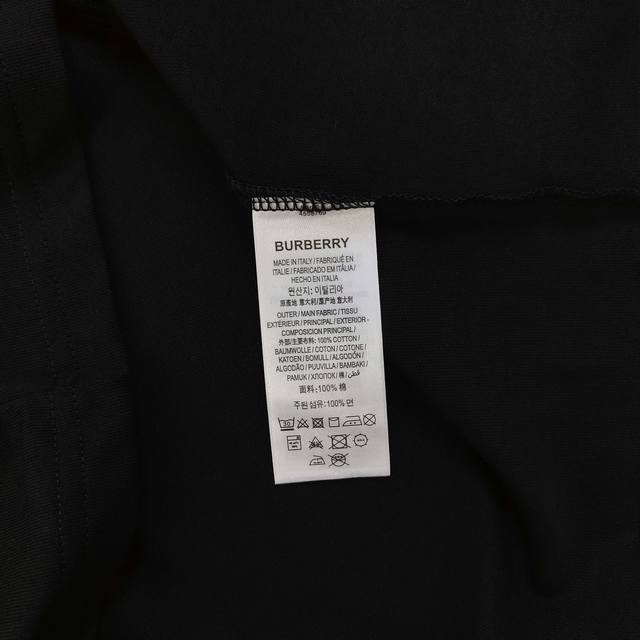 BURBERRY
MADE IN ITALY / FABRIQUÉ EN
ITALIE / FABRICADO EM ITÁLIA /
HECHO EN ITALIA
원산지: 이탈리아
原產地 意大利/原产地 意大利
OUTER / MAIN FABRIC / TISSU
EXTÉRIEUR / PRINCIPAL / EXTERIOR /
COMPOSICION PRINCIPAL /
外部/主要布料: 100% COTTON /
BAUMWOLLE / COTON / COTONE /
KATOEN / BOMULL / ALGODÓN /
ALGODÃO / PUUVILLA / BAMBAKI /
PAMUK / ХЛОПОК / 棉 / قطن
面料: 100% 棉
주된 섬유: 100% 면
30